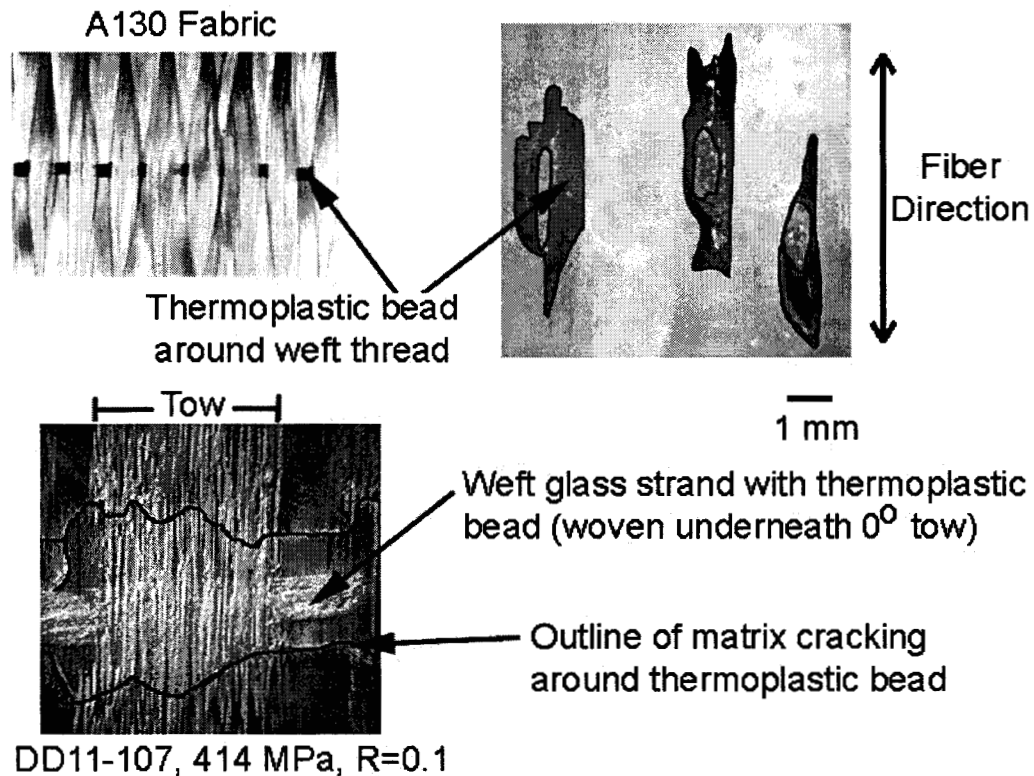 A130 Fabric
Fiber
Direction
Thermoplastic bead
around weft thread
Tow
1 mm
Weft glass strand with thermoplastic
bead (woven underneath 0⁰ tow)
Outline of matrix cracking
around thermoplastic bead
DD11-107, 414 MPa, R=0.1